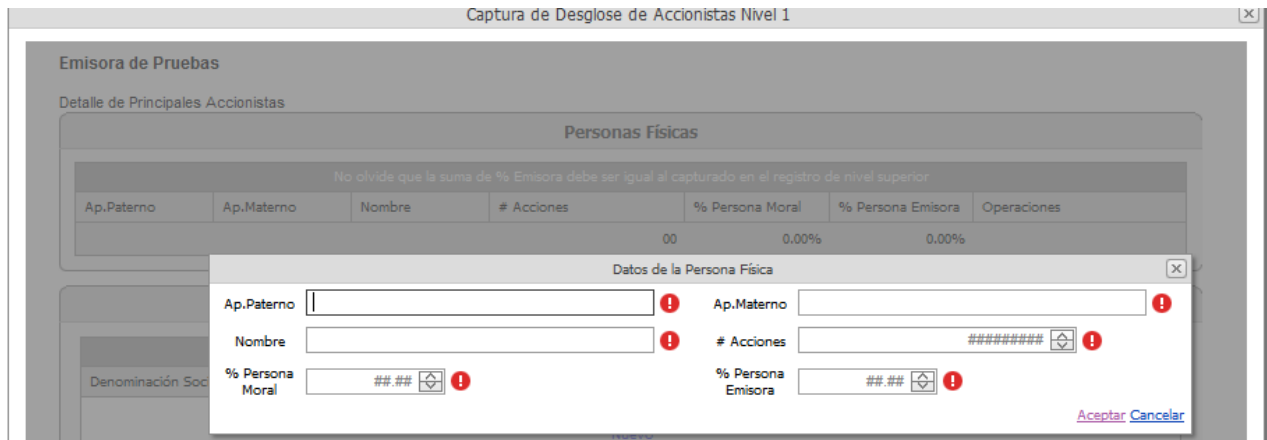 Captura de Desglose de Accionistas Nivel 1
Emisora de Pruebas
Detalle de Principales Accionistas
Personas Físicas
No olvide que la suma de % Emisora debe ser igual al capturado en el registro de nivel superior
Ap.Paterno Ap.Materno Nombre # Acciones % Persona Moral % Persona Emisora Operaciones
00 0.00% 0.00%
Datos de la Persona Física
Ap.Paterno Ap.Materno
Nombre # Acciones #########
% Persona Moral ##.## % Persona Emisora ##.##
Denominación Soc
Aceptar Cancelar
Nuevo